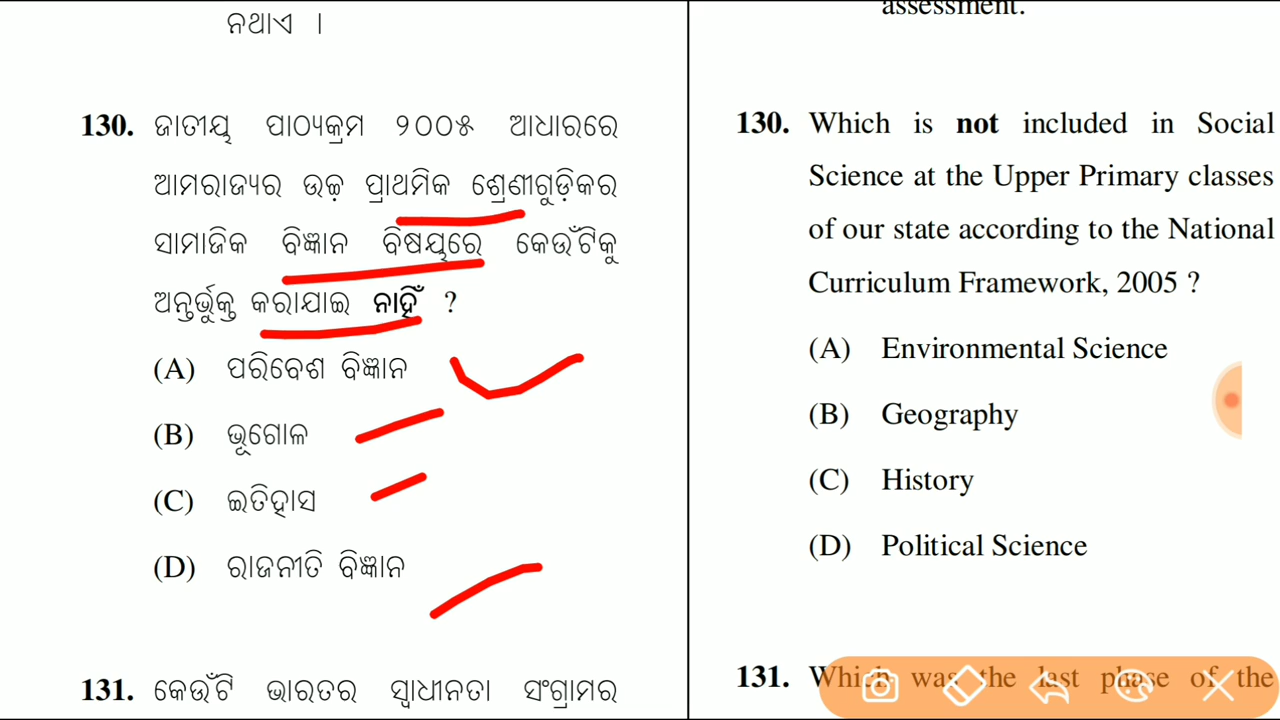 ନଥାଏ ।
130. ଜାତୀୟ ପାଠ୍ୟକ୍ରମ ୨୦୦୫ ଆଧାରରେ
ଆମରାଜ୍ୟର ଉଚ୍ଚ ପ୍ରାଥମିକ ଶ୍ରେଣୀଗୁଡ଼ିକର
ସାମାଜିକ ବିଜ୍ଞାନ ବିଷୟରେ କେଉଁଟିକୁ
ଅନ୍ତର୍ଭୁକ୍ତ କରାଯାଇ ନାହିଁ ?
(A) ପରିବେଶ ବିଜ୍ଞାନ
(B) ଭୂଗୋଳ
(C) ଇତିହାସ
(D) ରାଜନୀତି ବିଜ୍ଞାନ
131. କେଉଁଟି ଭାରତର ସ୍ୱାଧୀନତା ସଂଗ୍ରାମର
assessment.
130. Which is not included in Social
Science at the Upper Primary classes
of our state according to the National
Curriculum Framework, 2005 ?
(A) Environmental Science
(B) Geography
(C) History
(D) Political Science
131. Which was the last phase of the